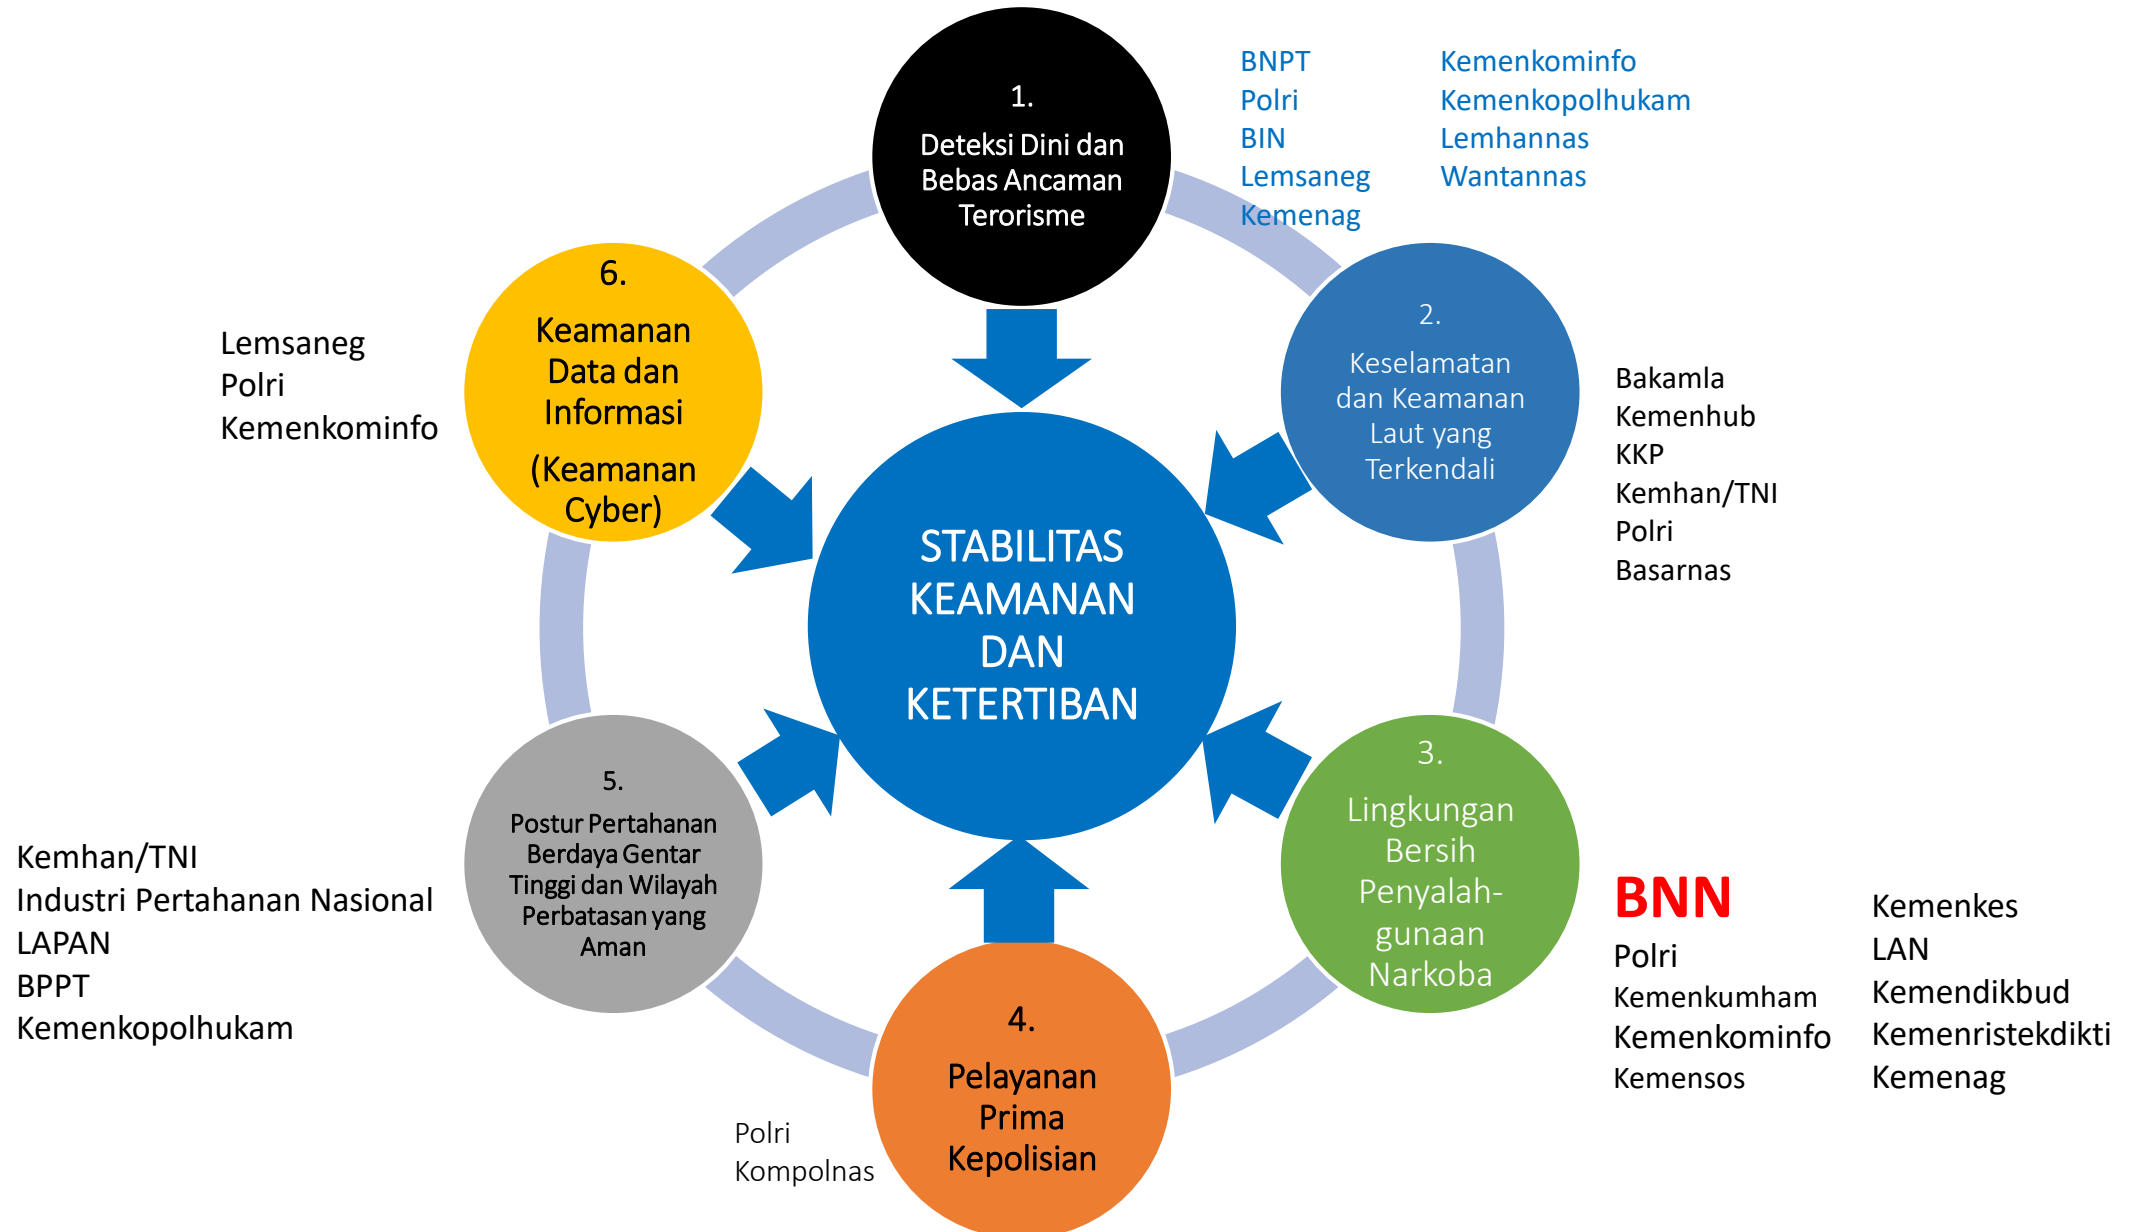 1.
Deteksi Dini dan
Bebas Ancaman
Terorisme
BNPT
Polri
BIN
Lemsaneg
Kemenag
Kemenkominfo
Kemenkopolhukam
Lemhannas
Wantannas
2.
Keselamatan
dan Keamanan
Laut yang
Terkendali
Bakamla
Kemenhub
KKP
Kemhan/TNI
Polri
Basarnas
3.
Lingkungan
Bersih
Penyalah-
gunaan
Narkoba
BNN
Polri
Kemenkumham
Kemenkominfo
Kemensos
Kemenkes
LAN
Kemendikbud
Kemenristekdikti
Kemenag
4.
Pelayanan
Prima
Kepolisian
Polri
Kompolnas
5.
Postur Pertahanan
Berdaya Gentar
Tinggi dan Wilayah
Perbatasan yang
Aman
Kemhan/TNI
Industri Pertahanan Nasional
LAPAN
BPPT
Kemenkopolhukam
6.
Keamanan
Data dan
Informasi
(Keamanan
Cyber)
Lemsaneg
Polri
Kemenkominfo
STABILITAS
KEAMANAN
DAN
KETERTIBAN